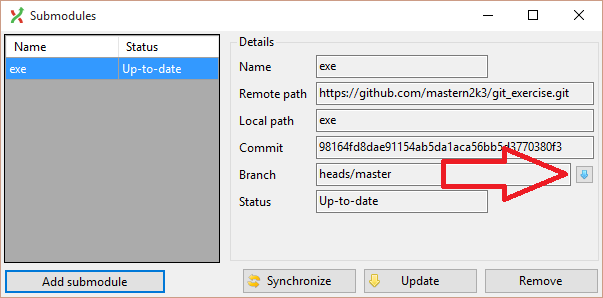 Submodules
Name Status
exe Up-to-date
Details
Name exe
Remote path https://github.com/mastern2k3/git_exercise.git
Local path exe
Commit 98164fd8dae91154ab5da1aca56bb5d3770380f3
Branch heads/master
Status Up-to-date
Add submodule Synchronize Update Remove